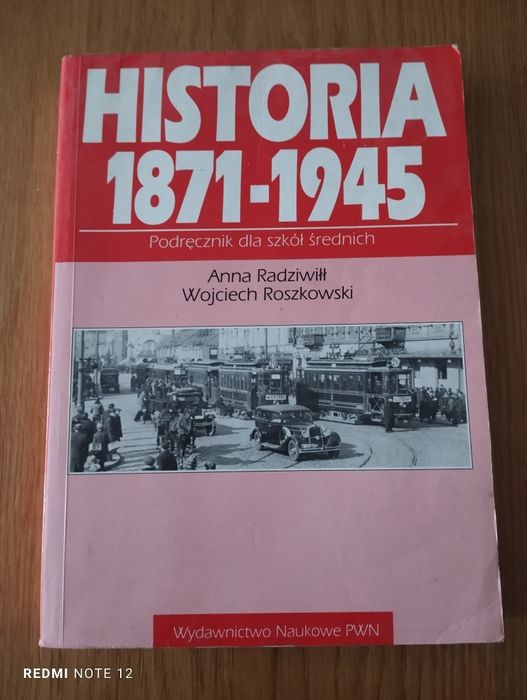 HISTORIA
1871-1945
Podręcznik dla szkół średnich
Anna Radziwiłł
Wojciech Roszkowski
Wydawnictwo Naukowe PWN
REDMI NOTE 12